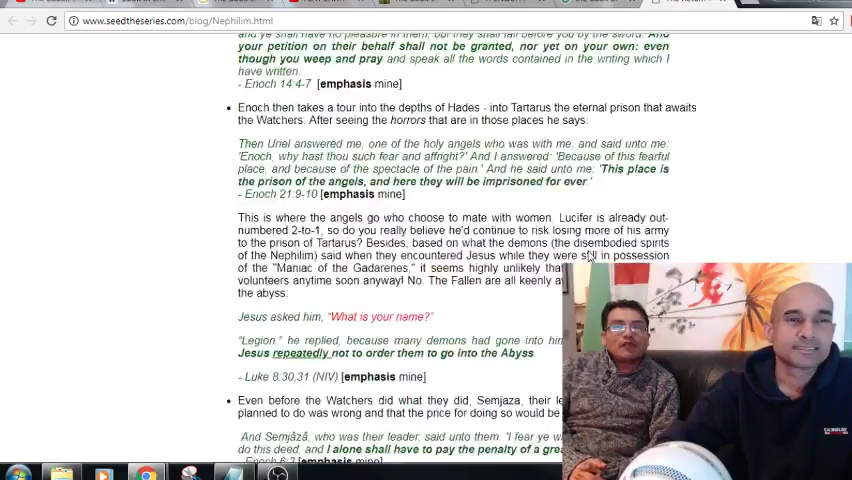 www.seedtheseries.com/blog/Nephilim.html
and ye shall have no pleasure in them, but they shall fall before you by the sword. And
your petition on their behalf shall not be granted, nor yet on your own: even
though you weep and pray and speak all the words contained in the writing which I
have written.
- Enoch 14:4-7 [emphasis mine]
Enoch then takes a tour into the depths of Hades - into Tartarus the eternal prison that awaits
the Watchers. After seeing the horrors that are in those places he says:
Then Uriel answered me, one of the holy angels who was with me, and said unto me:
'Enoch, why hast thou such fear and affright?' And I answered: 'Because of this fearful
place, and because of the spectacle of the pain.' And he said unto me: 'This place is
the prison of the angels, and here they will be imprisoned for ever.'
- Enoch 21:9-10 [emphasis mine]
This is where the angels go who choose to mate with women. Lucifer is already out-
numbered 2-to-1, so do you really believe he'd continue to risk losing more of his army
to the prison of Tartarus? Besides, based on what the demons (the disembodied spirits
of the Nephilim) said when they encountered Jesus while they were still in possession
of the "Maniac of the Gadarenes," it seems highly unlikely that
volunteers anytime soon anyway! No. The Fallen are all keenly
the abyss:
Jesus asked him, "What is your name?"
"Legion," he replied, because many demons had gone into him
Jesus repeatedly not to order them to go into the Abyss.
- Luke 8:30,31 (NIV) [emphasis mine]
Even before the Watchers did what they did, Semjaza, their
planned to do was wrong and that the price for doing so would be
And Semjâzâ, who was their leader, said unto them: "I fear ye
do this deed, and I alone shall have to pay the penalty of a
- Enoch 6:3 [emphasis mine]